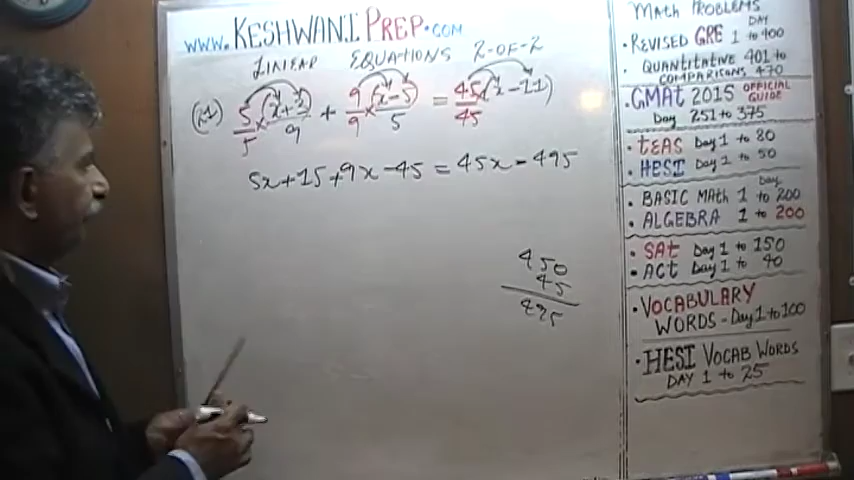 www.KESHWANIPREP.com
LINEAR EQUATIONS 2-OF-2
5/5 x (x+3)/9 + 9/9 x (x-5)/5 = 45/45 x (x-11)
5x+15+9x-45=45x-495
450
45
495
MATH PROBLEMS
• REVISED GRE DAY 1 to 400
• QUANTITATIVE COMPARISONS 401 to 470
• GMAT 2015 OFFICIAL GUIDE
Day 251 to 375
• TEAS Day 1 to 80
• HESI Day 1 to 50
Day
• BASIC MATH 1 to 200
• ALGEBRA 1 to 200
• SAT Day 1 to 150
• ACT Day 1 to 40
• VOCABULARY
WORDS - Day 1 to 100
• HESI VOCAB WORDS
DAY 1 to 25